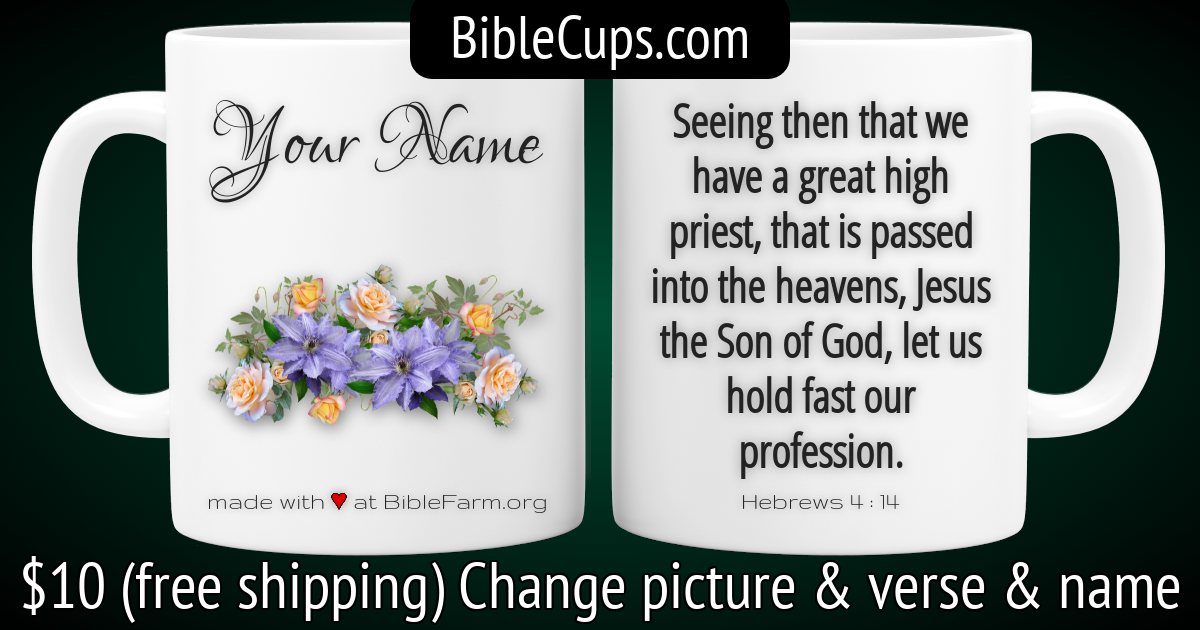 BibleCups.com
Your Name
made with ♥ at BibleFarm.org
Seeing then that we
have a great high
priest, that is passed
into the heavens, Jesus
the Son of God, let us
hold fast our
profession.
Hebrews 4 : 14
$10 (free shipping) Change picture & verse & name